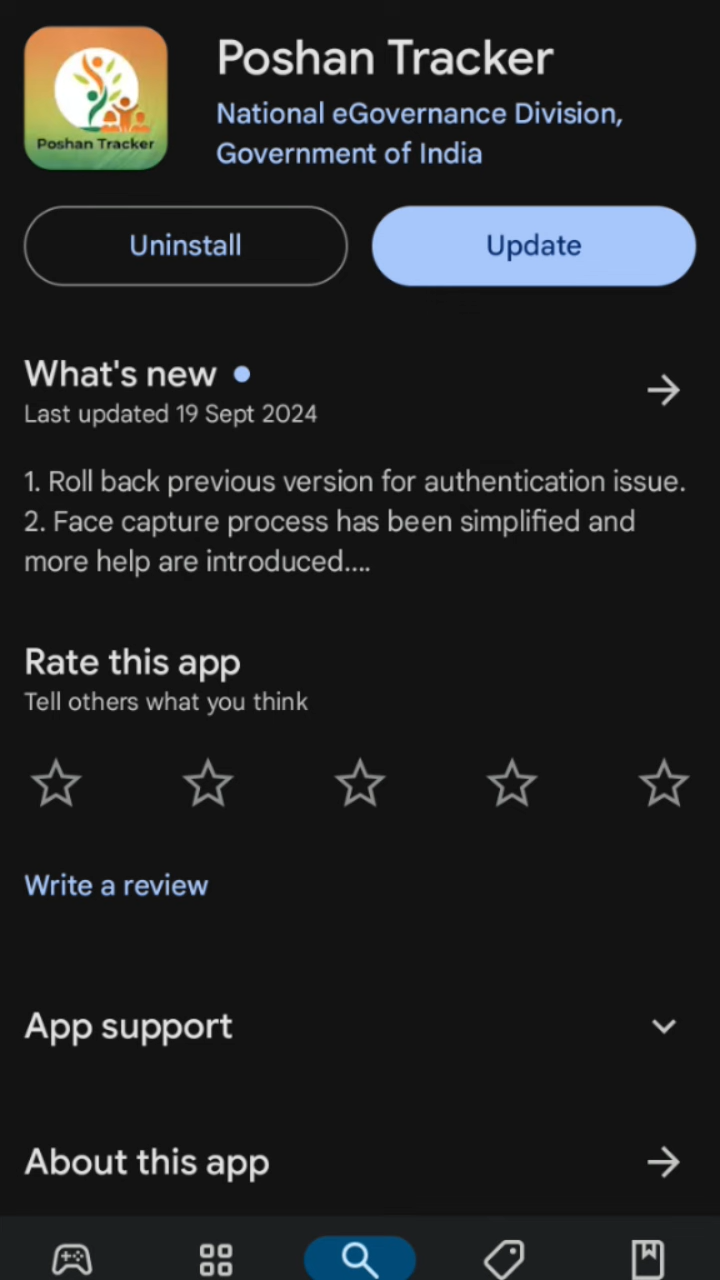 Poshan Tracker
Poshan Tracker
National eGovernance Division,
Government of India
Uninstall
Update
What's new
Last updated 19 Sept 2024
1. Roll back previous version for authentication issue.
2. Face capture process has been simplified and
more help are introduced....
Rate this app
Tell others what you think
Write a review
App support
About this app